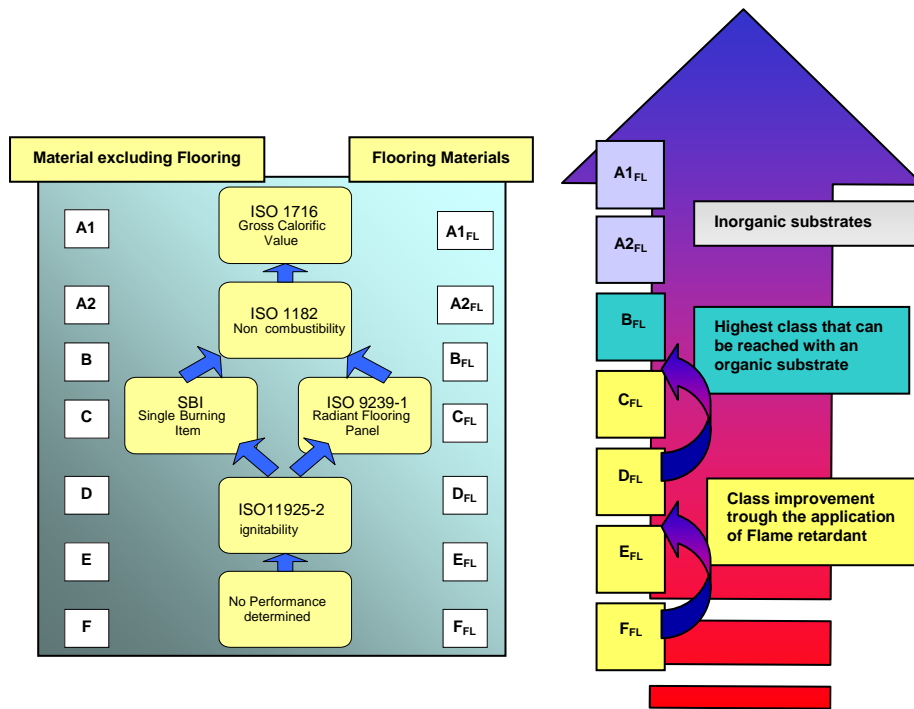 Material excluding Flooring
Flooring Materials
A1
A2
B
C
D
E
F
ISO 1716
Gross Calorific
Value
ISO 1182
Non combustibility
SBI
Single Burning
Item
ISO 9239-1
Radiant Flooring
Panel
ISO11925-2
ignitability
No Performance
determined
A1FL
A2FL
BFL
CFL
DFL
EFL
FFL
A1FL
A2FL
BFL
CFL
DFL
EFL
FFL
Inorganic substrates
Highest class that can
be reached with an
organic substrate
Class improvement
trough the application
of Flame retardant